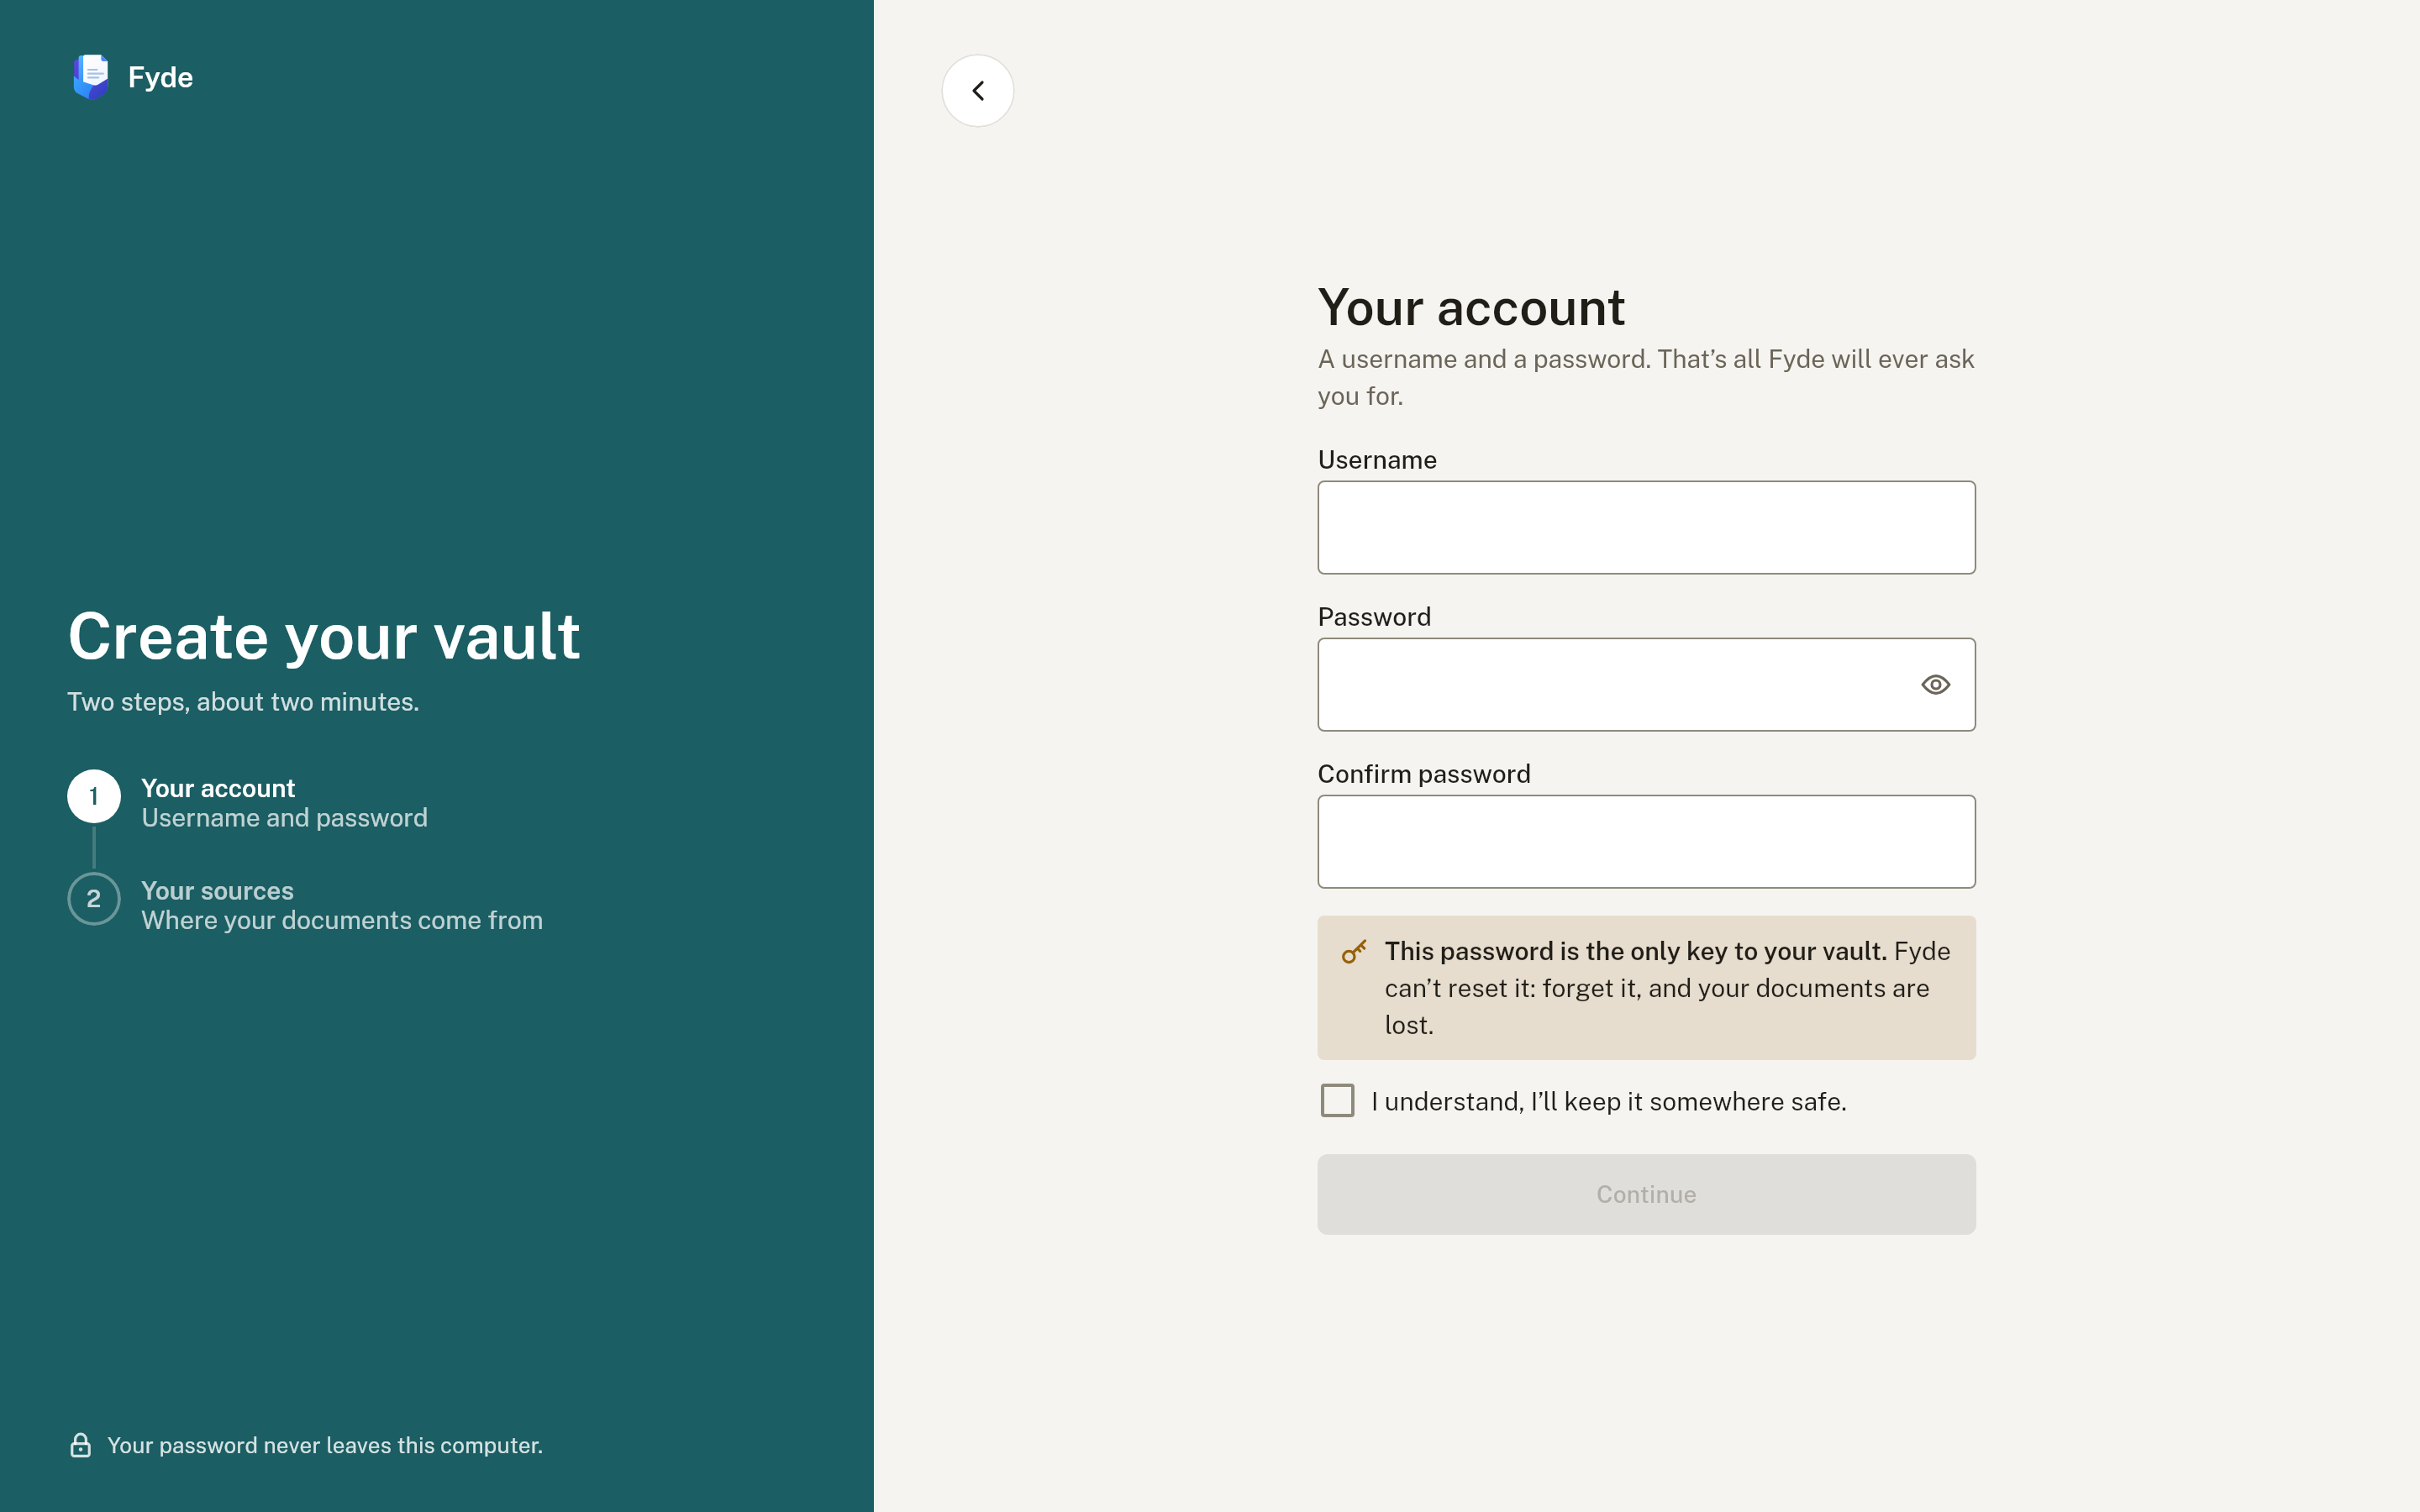 Fyde
Create your vault
Two steps, about two minutes.
1
Your account
Username and password
2
Your sources
Where your documents come from
Your password never leaves this computer.
Your account
A username and a password. That’s all Fyde will ever ask
you for.
Username
Password
Confirm password
This password is the only key to your vault. Fyde
can’t reset it: forget it, and your documents are
lost.
I understand, I’ll keep it somewhere safe.
Continue